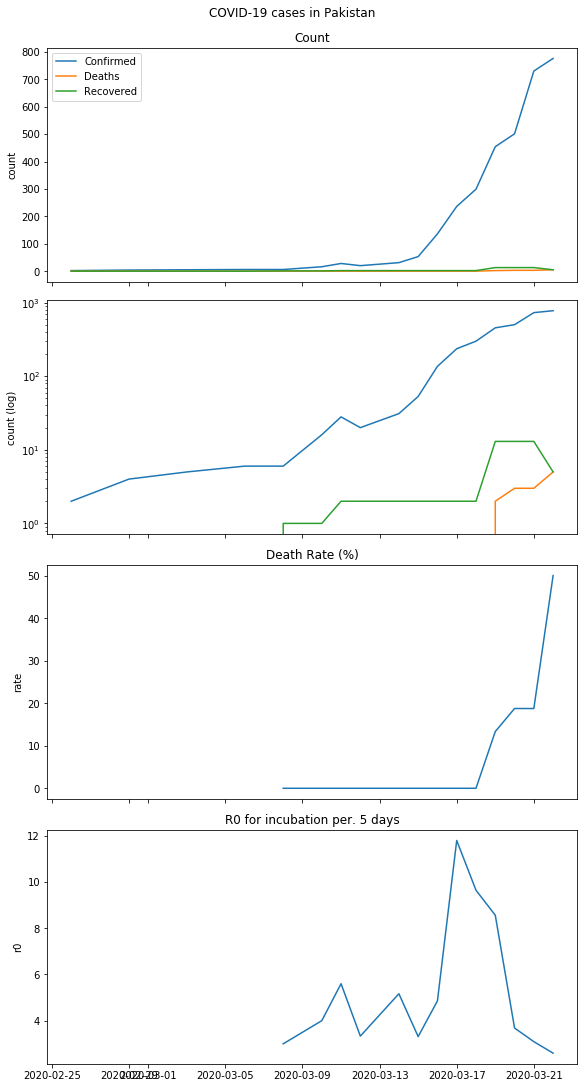 COVID-19 cases in Pakistan
Count
Confirmed
Deaths
Recovered
800
700
600
500
400
300
200
100
0
count
10³
10²
10¹
10⁰
count (log)
Death Rate (%)
50
40
30
20
10
0
rate
R0 for incubation per. 5 days
12
10
8
6
4
r0
2020-02-25 2020-02-29 2020-03-01 2020-03-05 2020-03-09 2020-03-13 2020-03-17 2020-03-21